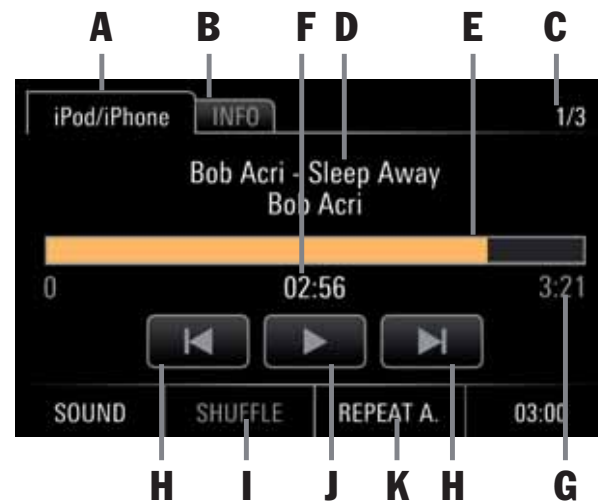 A B F D E C
iPod/iPhone INFO 1/3
Bob Acri - Sleep Away
Bob Acri
0 02:56 3:21
SOUND SHUFFLE REPEAT A. 03:00
H I J K H G